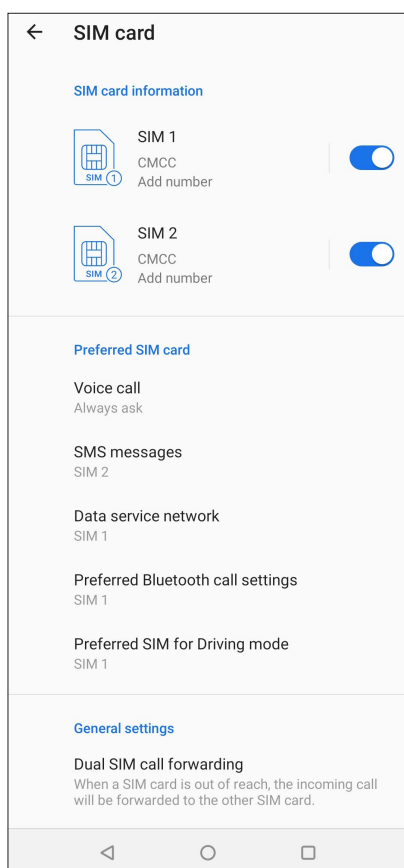 SIM card
SIM card information
SIM 1
CMCC
Add number
SIM 1
SIM 2
CMCC
Add number
SIM 2
Preferred SIM card
Voice call
Always ask
SMS messages
SIM 2
Data service network
SIM 1
Preferred Bluetooth call settings
SIM 1
Preferred SIM for Driving mode
SIM 1
General settings
Dual SIM call forwarding
When a SIM card is out of reach, the incoming call
will be forwarded to the other SIM card.